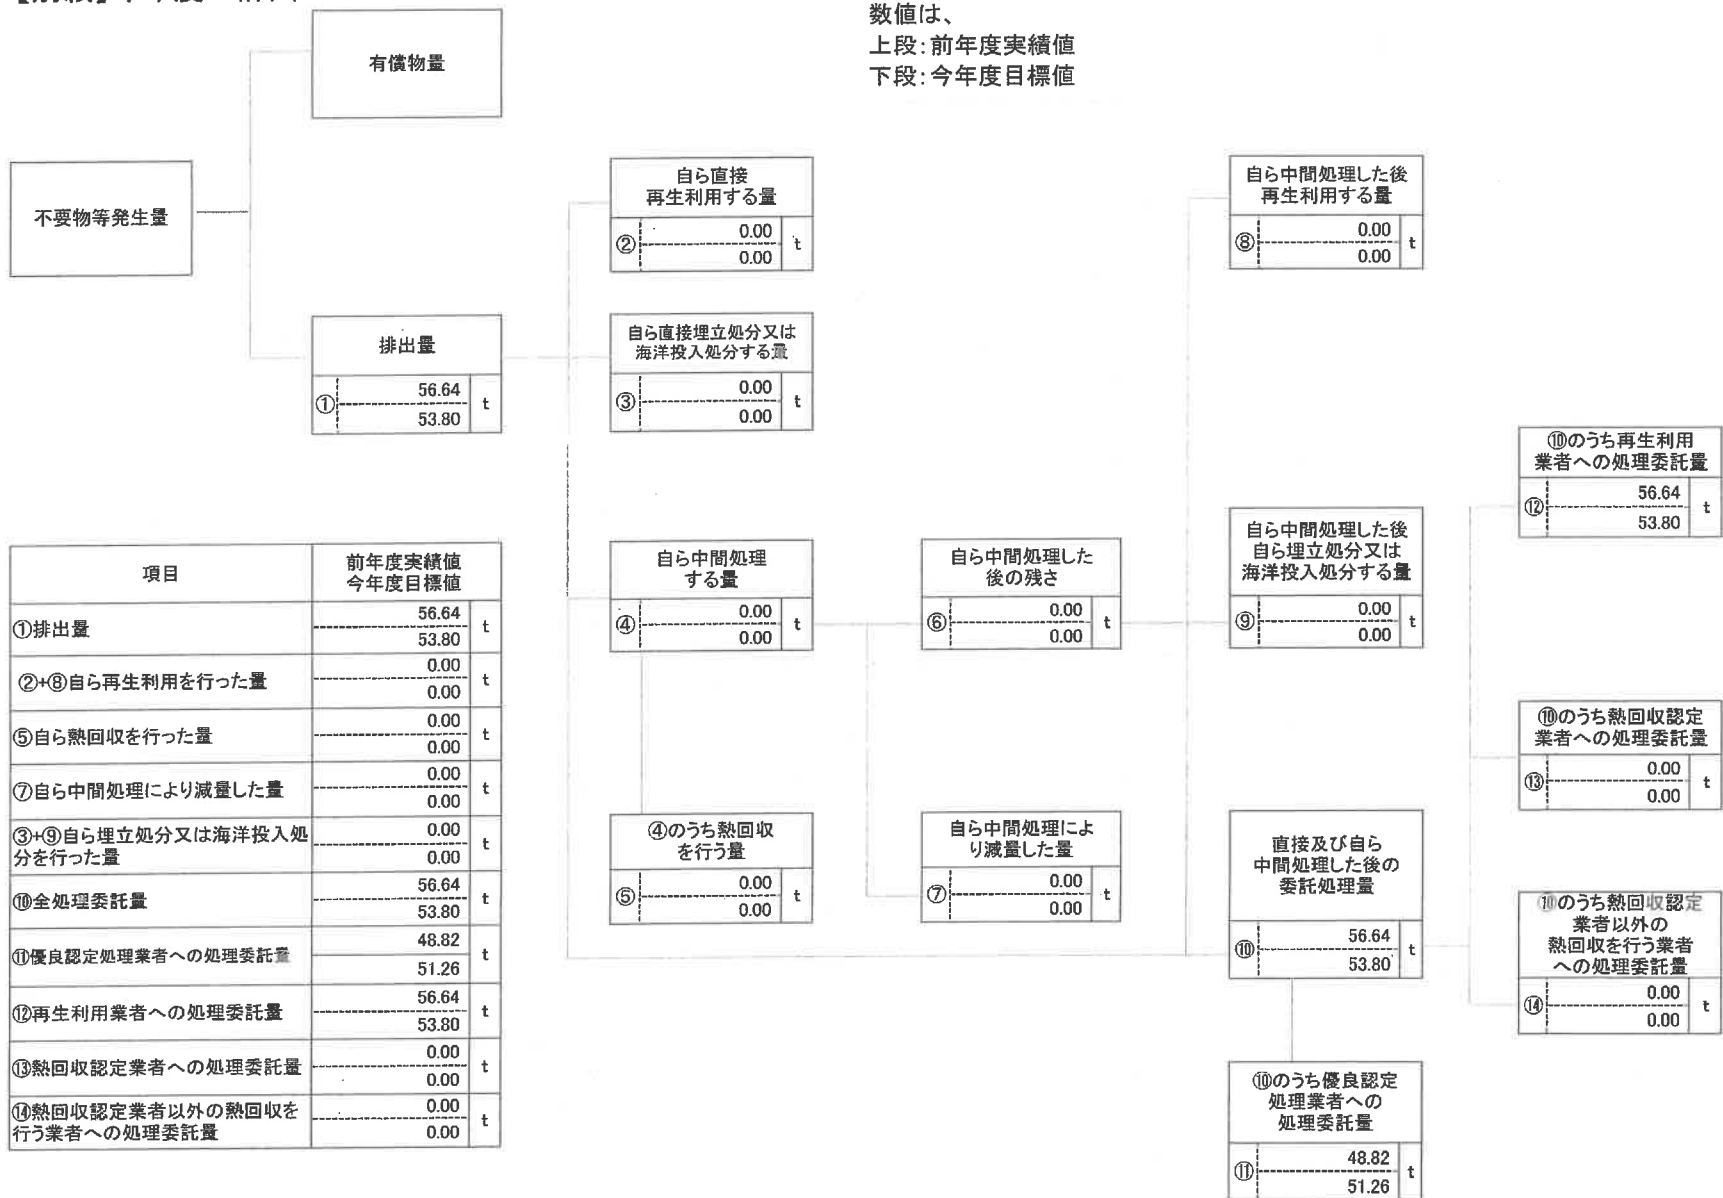 数値は、
上段:前年度実績値
下段:今年度目標値
有償物量
不要物等発生量
排出量
① 56.64 t
53.80
自ら直接
再生利用する量
② 0.00 t
0.00
自ら直接埋立処分又は
海洋投入処分する量
③ 0.00 t
0.00
自ら中間処理
する量
④ 0.00 t
0.00
④のうち熱回収
を行う量
⑤ 0.00 t
0.00
自ら中間処理した
後の残さ
⑥ 0.00 t
0.00
自ら中間処理によ
り減量した量
⑦ 0.00 t
0.00
自ら中間処理した後
再生利用する量
⑧ 0.00 t
0.00
自ら中間処理した後
自ら埋立処分又は
海洋投入処分する量
⑨ 0.00 t
0.00
直接及び自ら
中間処理した後の
委託処理量
⑩ 56.64 t
53.80
⑩のうち優良認定
処理業者への
処理委託量
⑪ 48.82 t
51.26
⑩のうち再生利用
業者への処理委託量
⑫ 56.64 t
53.80
⑩のうち熱回収認定
業者への処理委託量
⑬ 0.00 t
0.00
⑩のうち熱回収認定
業者以外の
熱回収を行う業者
への処理委託量
⑭ 0.00 t
0.00
項目 前年度実績値
今年度目標値
①排出量 56.64 t
53.80
②+⑧自ら再生利用を行った量 0.00 t
0.00
⑤自ら熱回収を行った量 0.00 t
0.00
⑦自ら中間処理により減量した量 0.00 t
0.00
③+⑨自ら埋立処分又は海洋投入処
分を行った量 0.00 t
0.00
⑩全処理委託量 56.64 t
53.80
⑪優良認定処理業者への処理委託量 48.82 t
51.26
⑫再生利用業者への処理委託量 56.64 t
53.80
⑬熱回収認定業者への処理委託量 0.00 t
0.00
⑭熱回収認定業者以外の熱回収を
行う業者への処理委託量 0.00 t
0.00